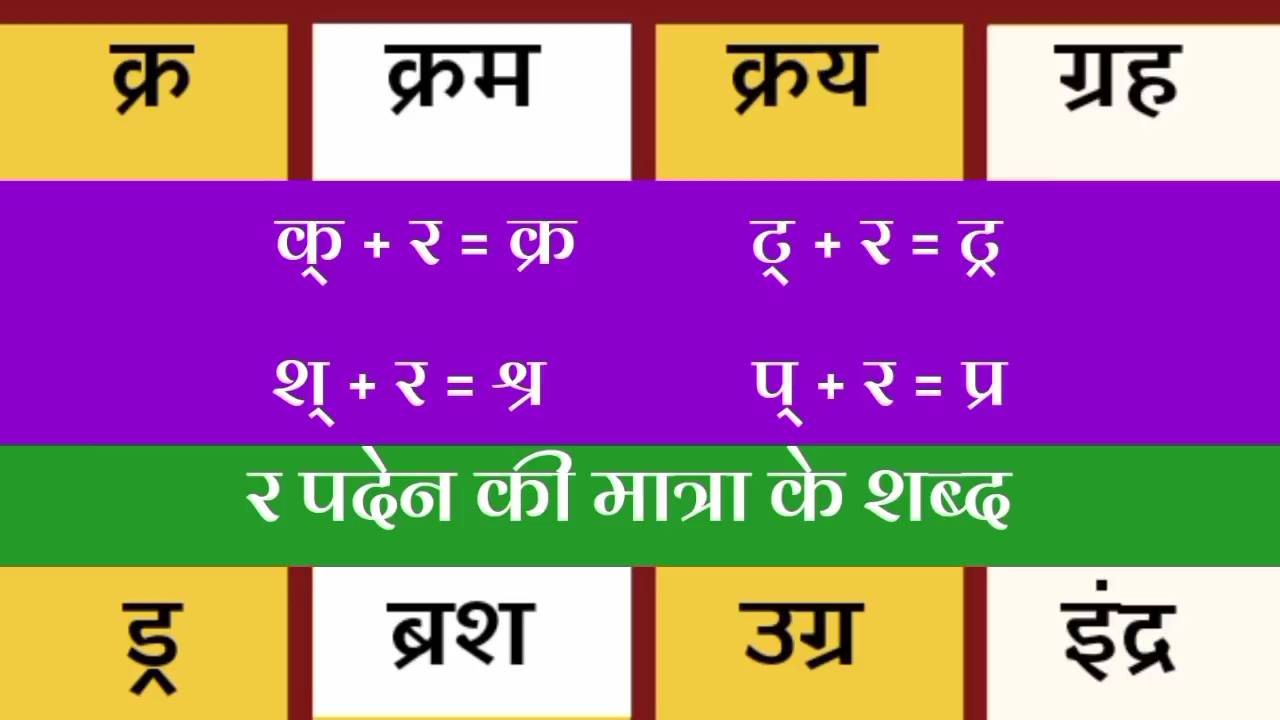 क्र क्रम क्रय ग्रह
क् + र = क्र ट् + र = ट्र
श् + र = श्र प् + र = प्र
र पदेन की मात्रा के शब्द
ड्र ब्रश उग्र इंद्र